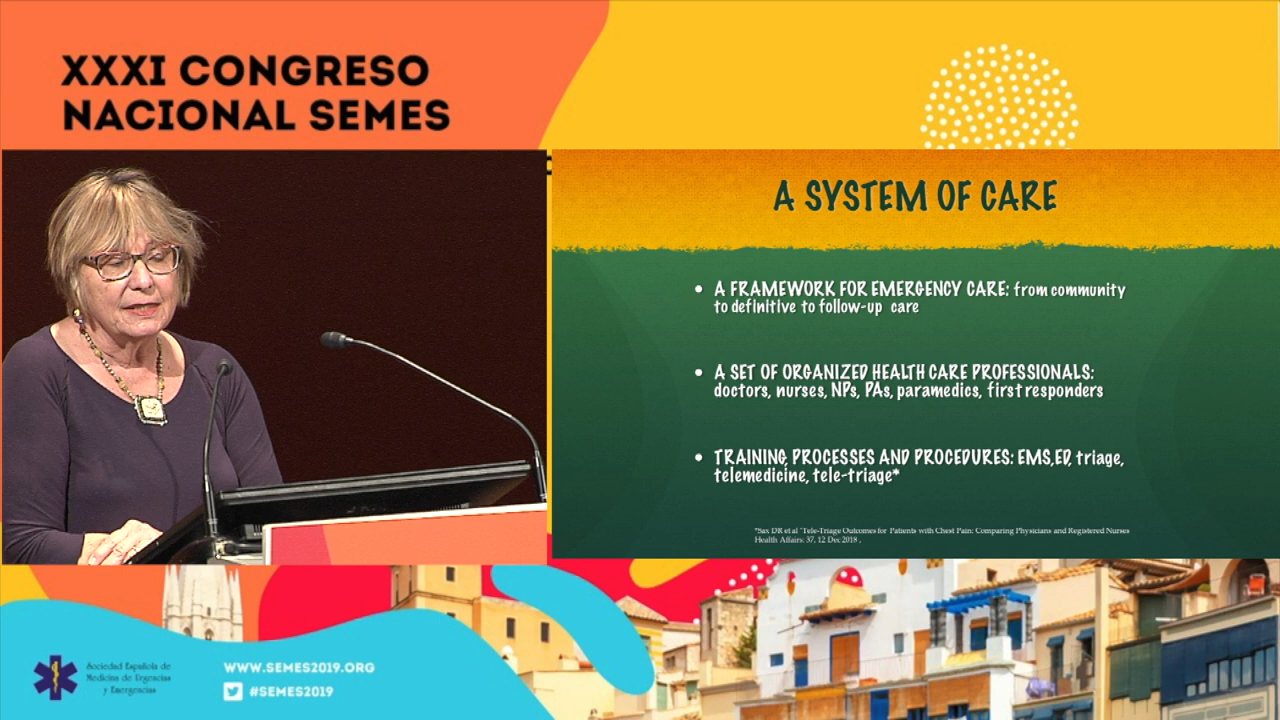 XXXI CONGRESO
NACIONAL SEMES
A SYSTEM OF CARE
• A FRAMEWORK FOR EMERGENCY CARE: from community
to definitive to follow-up care
• A SET OF ORGANIZED HEALTH CARE PROFESSIONALS:
doctors, nurses, NPs, PAs, paramedics, first responders
• TRAINING, PROCESSES AND PROCEDURES: EMS,ED, triage,
telemedicine, tele-triage*
*Sax DR et al "Tele-Triage Outcomes for Patients with Chest Pain: Comparing Physicians and Registered Nurses
Health Affairs: 37, 12 Dec 2018 ,
Sociedad Española de
Medicina de Urgencias
y Emergencias
WWW.SEMES2019.ORG
#SEMES2019